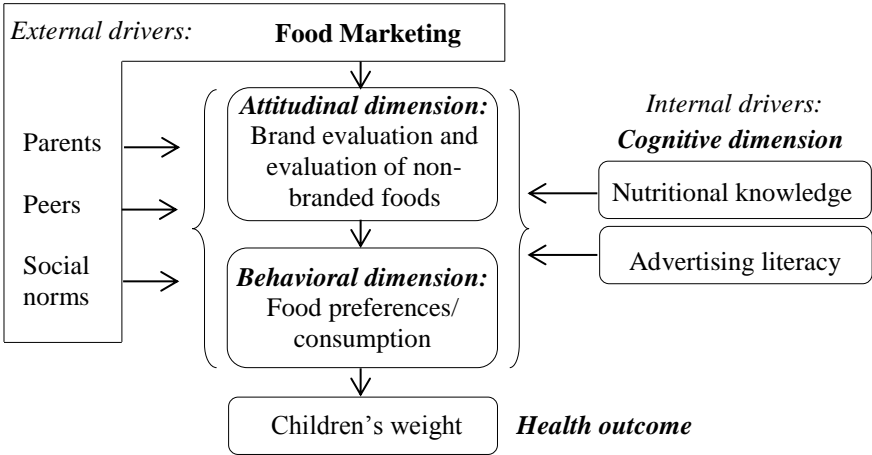 External drivers: Food Marketing
Parents
Peers
Social
norms
Attitudinal dimension:
Brand evaluation and
evaluation of non-
branded foods
Behavioral dimension:
Food preferences/
consumption
Children’s weight
Health outcome
Internal drivers:
Cognitive dimension
Nutritional knowledge
Advertising literacy